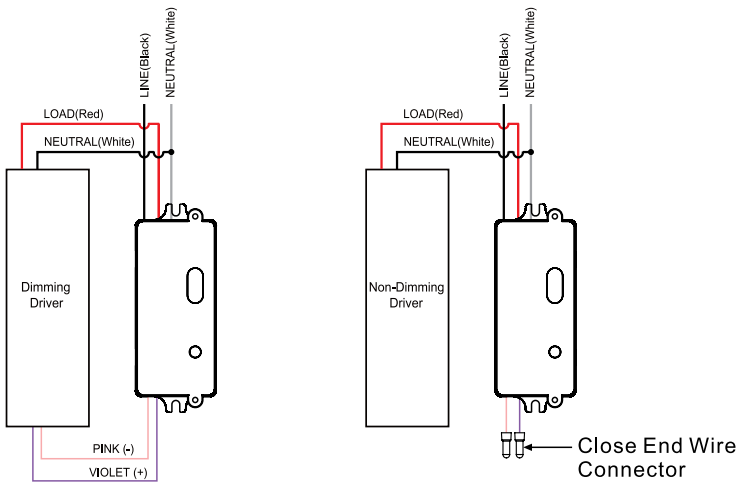 LINE(Black)
NEUTRAL(White)
LOAD(Red)
NEUTRAL(White)
Dimming
Driver
PINK (-)
VIOLET (+)
LINE(Black)
NEUTRAL(White)
LOAD(Red)
NEUTRAL(White)
Non-Dimming
Driver
Close End Wire
Connector